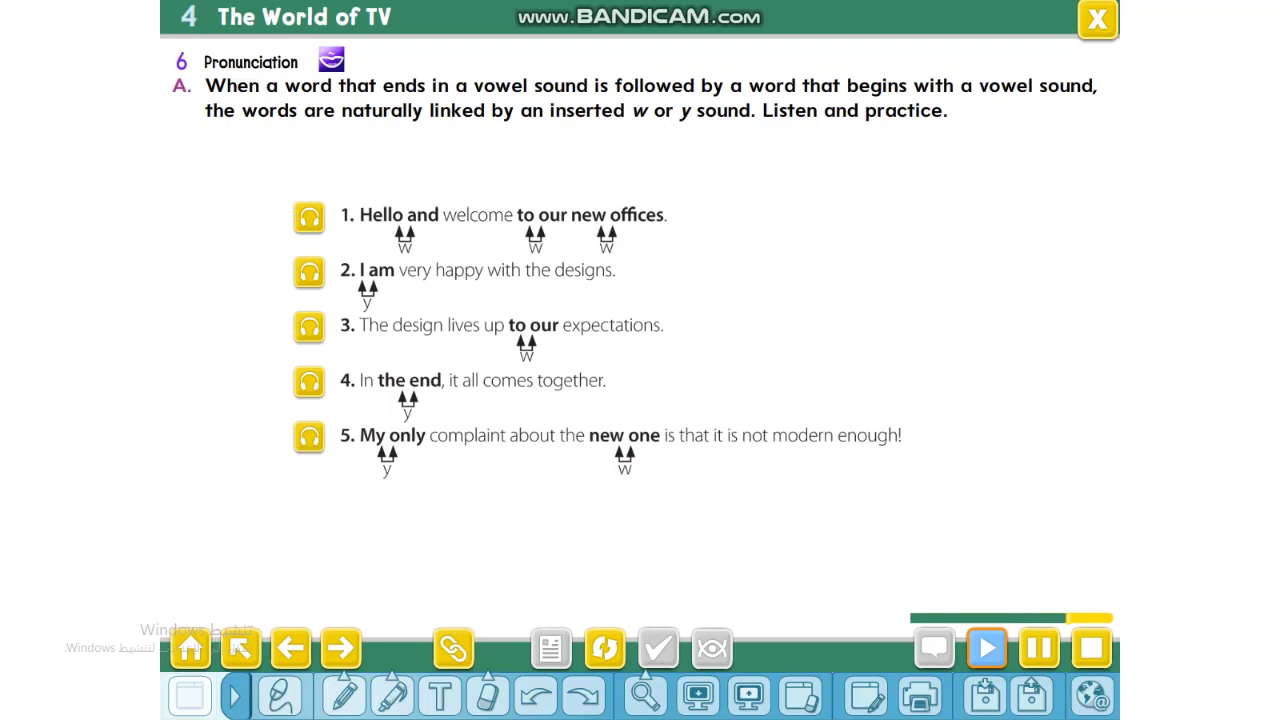 4 The World of TV
www.BANDICAM.com
X
6 Pronunciation
A. When a word that ends in a vowel sound is followed by a word that begins with a vowel sound,
the words are naturally linked by an inserted w or y sound. Listen and practice.
1. Hello and welcome to our new offices.
w w w
2. I am very happy with the designs.
y
3. The design lives up to our expectations.
w
4. In the end, it all comes together.
y
5. My only complaint about the new one is that it is not modern enough!
y w
تنشيط Windows
لتنشيط Windows.
T